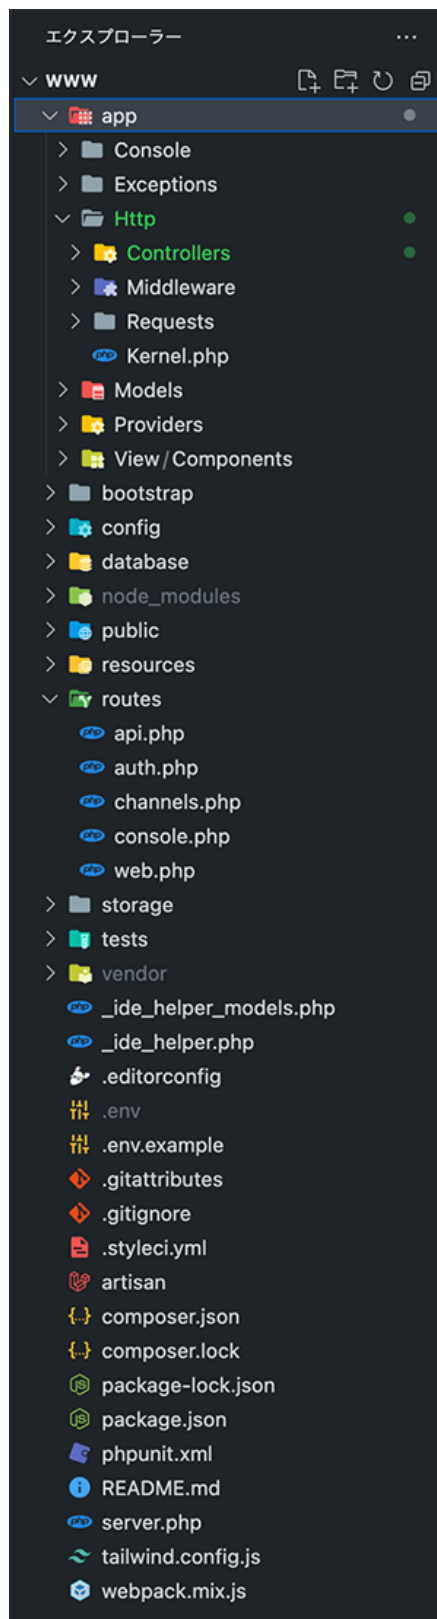 エクスプローラー
WWW
app
Console
Exceptions
Http
Controllers
Middleware
Requests
Kernel.php
Models
Providers
View/Components
bootstrap
config
database
node_modules
public
resources
routes
api.php
auth.php
channels.php
console.php
web.php
storage
tests
vendor
_ide_helper_models.php
_ide_helper.php
.editorconfig
.env
.env.example
.gitattributes
.gitignore
.styleci.yml
artisan
composer.json
composer.lock
package-lock.json
package.json
phpunit.xml
README.md
server.php
tailwind.config.js
webpack.mix.js